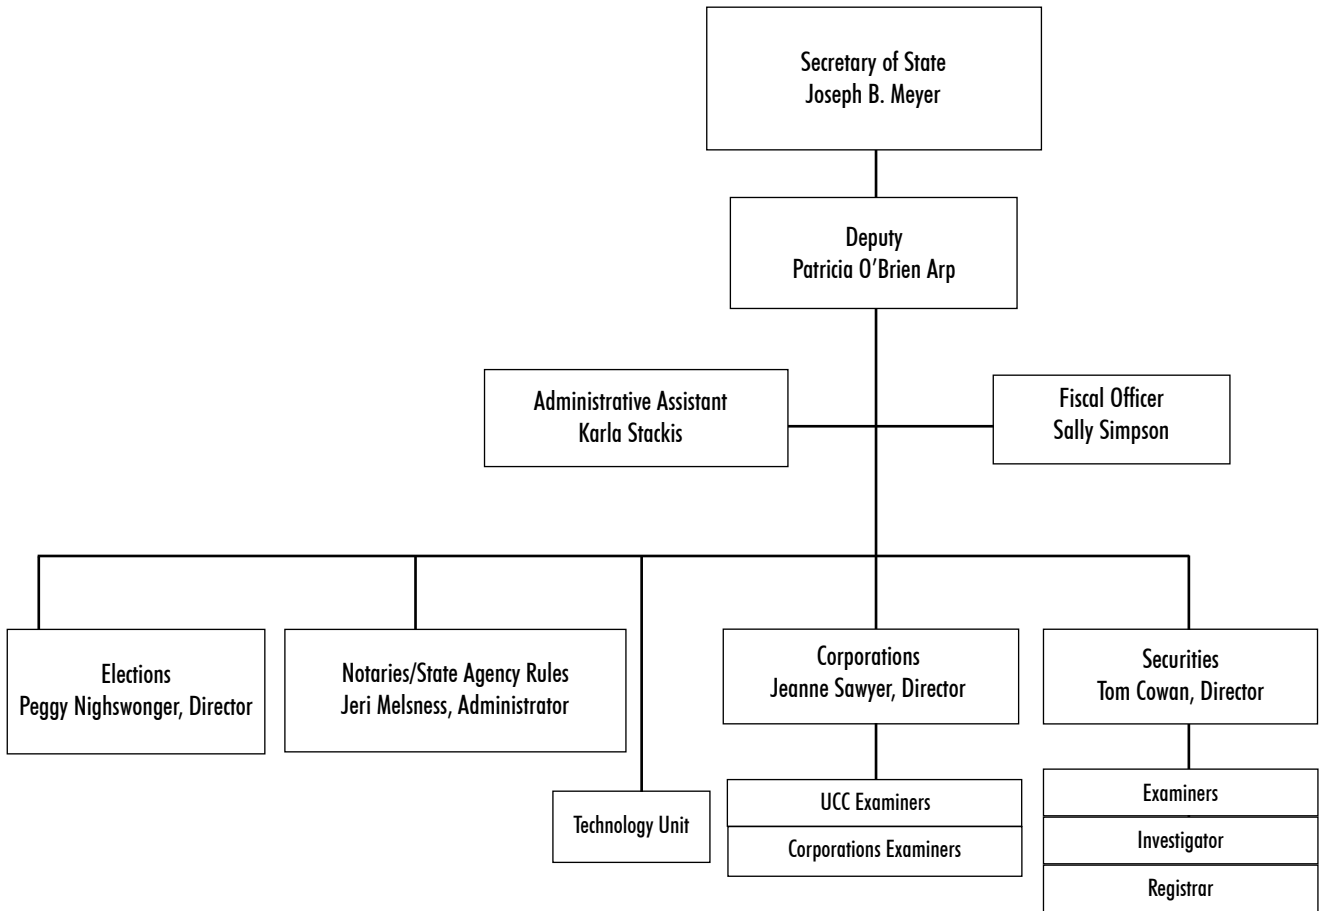 Secretary of State
Joseph B. Meyer
Deputy
Patricia O'Brien Arp
Administrative Assistant
Karla Stackis
Fiscal Officer
Sally Simpson
Elections
Peggy Nighswonger, Director
Notaries/State Agency Rules
Jeri Melsness, Administrator
Corporations
Jeanne Sawyer, Director
Securities
Tom Cowan, Director
Technology Unit
UCC Examiners
Corporations Examiners
Examiners
Investigator
Registrar